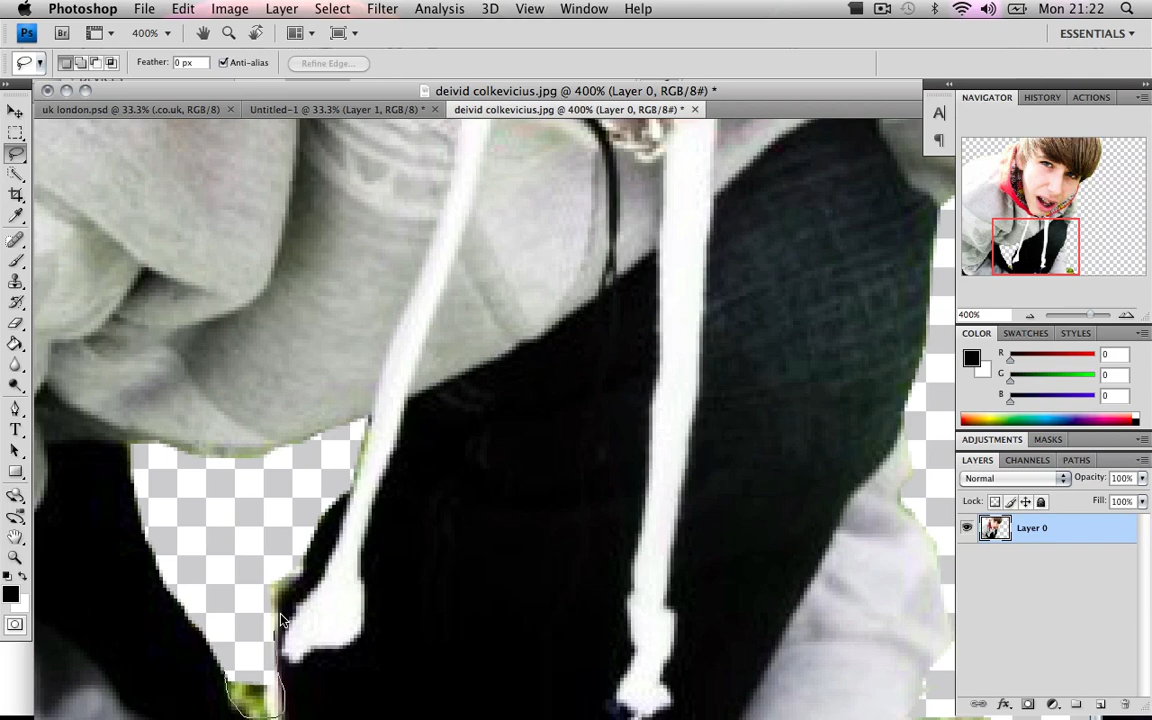 Photoshop File Edit Image Layer Select Filter Analysis 3D View Window Help Mon 21:22
Ps Br 400% ESSENTIALS
Feather: 0 px Anti-alias Refine Edge...
deivid colkevicius.jpg @ 400% (Layer 0, RGB/8#) *
uk london.psd @ 33.3% (.co.uk, RGB/8) Untitled-1 @ 33.3% (Layer 1, RGB/8) * deivid colkevicius.jpg @ 400% (Layer 0, RGB/8#) *
NAVIGATOR HISTORY ACTIONS
400%
COLOR SWATCHES STYLES
R 0
G 0
B 0
ADJUSTMENTS MASKS
LAYERS CHANNELS PATHS
Normal Opacity: 100%
Lock: Fill: 100%
Layer 0